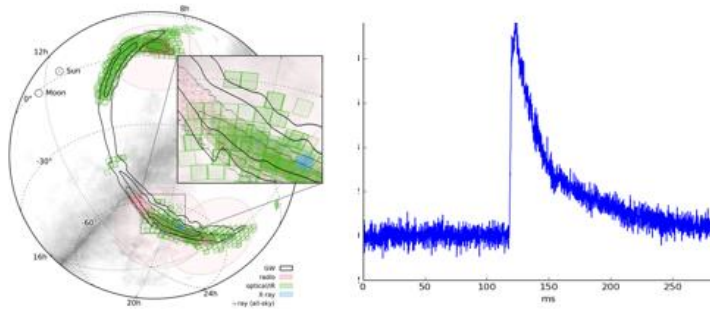 8h
12h
Sun
Moon
0°
-30°
-60
16h
20h
24h
GW
radio
optical/IR
X-ray
γ-ray (all-sky)
0
50
100
150
200
250
ms